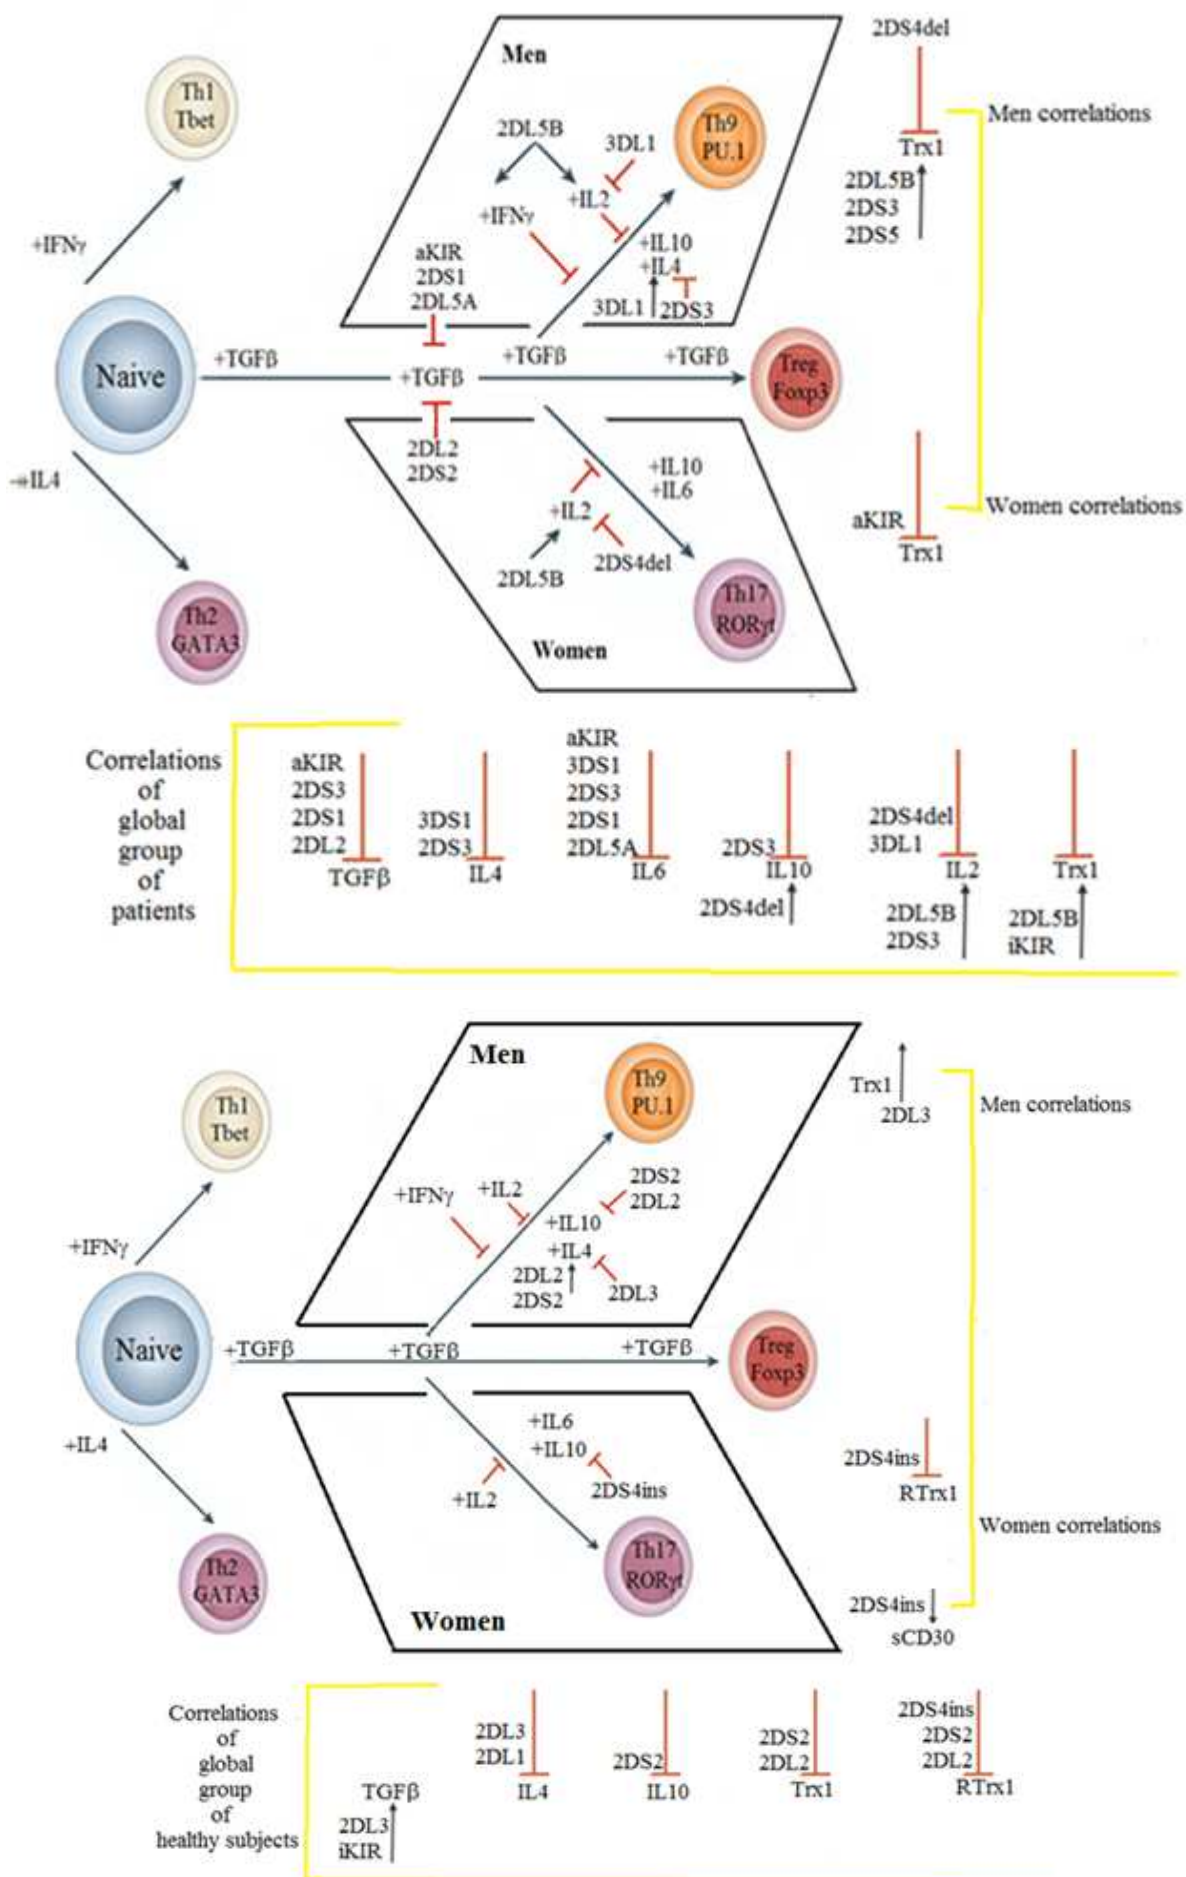 2DS4del
Men
Th1
Tbet
Th9
PU.1
Men correlations
2DL5B
3DL1
Trx1
+IL2
2DL5B
+IFNγ
2DS3
+IFNγ
+IL10
2DS5
aKIR
+IL4
2DS1
2DL5A
3DL1
2DS3
+TGFβ
+TGFβ
+TGFβ
Naive
+TGFβ
Treg
Foxp3
2DL2
2DS2
+IL10
+IL6
IL4
+IL2
Women correlations
aKIR
Trx1
2DS4del
2DL5B
Th17
RORγt
Th2
GATA3
Women
Correlations
of
global
group
of
patients
aKIR
2DS3
2DS1
2DL2
TGFβ
3DS1
2DS3
IL4
aKIR
3DS1
2DS3
2DS1
2DL5A
IL6
2DS3
IL10
2DS4del
2DS4del
3DL1
IL2
2DL5B
2DS3
Trx1
2DL5B
iKIR
Men
Th9
PU.1
Th1
Tbet
Trx1
2DL3
Men correlations
2DS2
2DL2
+IFNγ
+IL2
+IL10
+IFNγ
+IL4
2DL2
2DS2
2DL3
Naive
+TGFβ
+TGFβ
+TGFβ
Treg
Foxp3
+IL6
+IL10
+IL4
2DS4ins
RTrx1
+IL2
2DS4ins
Women correlations
Th17
RORγt
Th2
GATA3
Women
2DS4ins
sCD30
Correlations
of
global
group
of
healthy subjects
TGFβ
2DL3
iKIR
2DL3
2DL1
IL4
2DS2
IL10
2DS2
2DL2
Trx1
2DS4ins
2DS2
2DL2
RTrx1